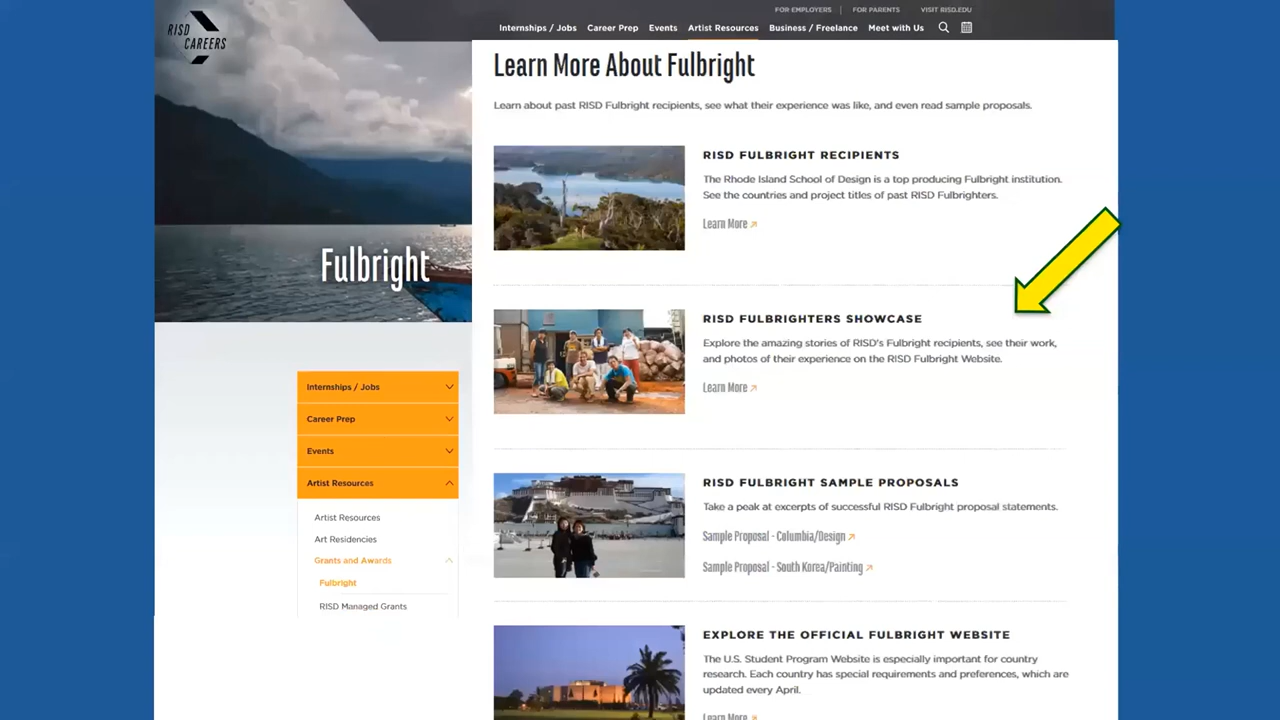 FOR EMPLOYERS | FOR PARENTS VISIT RISD.EDU
RISD
CAREERS
Internships / Jobs Career Prep Events Artist Resources Business / Freelance Meet with Us
Learn More About Fulbright
Learn about past RISD Fulbright recipients, see what their experience was like, and even read sample proposals.
RISD FULBRIGHT RECIPIENTS
The Rhode Island School of Design is a top producing Fulbright institution.
See the countries and project titles of past RISD Fulbrighters.
Learn More
Fulbright
RISD FULBRIGHTERS SHOWCASE
Explore the amazing stories of RISD's Fulbright recipients, see their work,
and photos of their experience on the RISD Fulbright Website.
Learn More
Internships / Jobs
Career Prep
Events
Artist Resources
Artist Resources
Art Residencies
Grants and Awards
Fulbright
RISD Managed Grants
RISD FULBRIGHT SAMPLE PROPOSALS
Take a peak at excerpts of successful RISD Fulbright proposal statements.
Sample Proposal - Columbia/Design
Sample Proposal - South Korea/Painting
EXPLORE THE OFFICIAL FULBRIGHT WEBSITE
The U.S. Student Program Website is especially important for country
research. Each country has special requirements and preferences, which are
updated every April.
Learn More